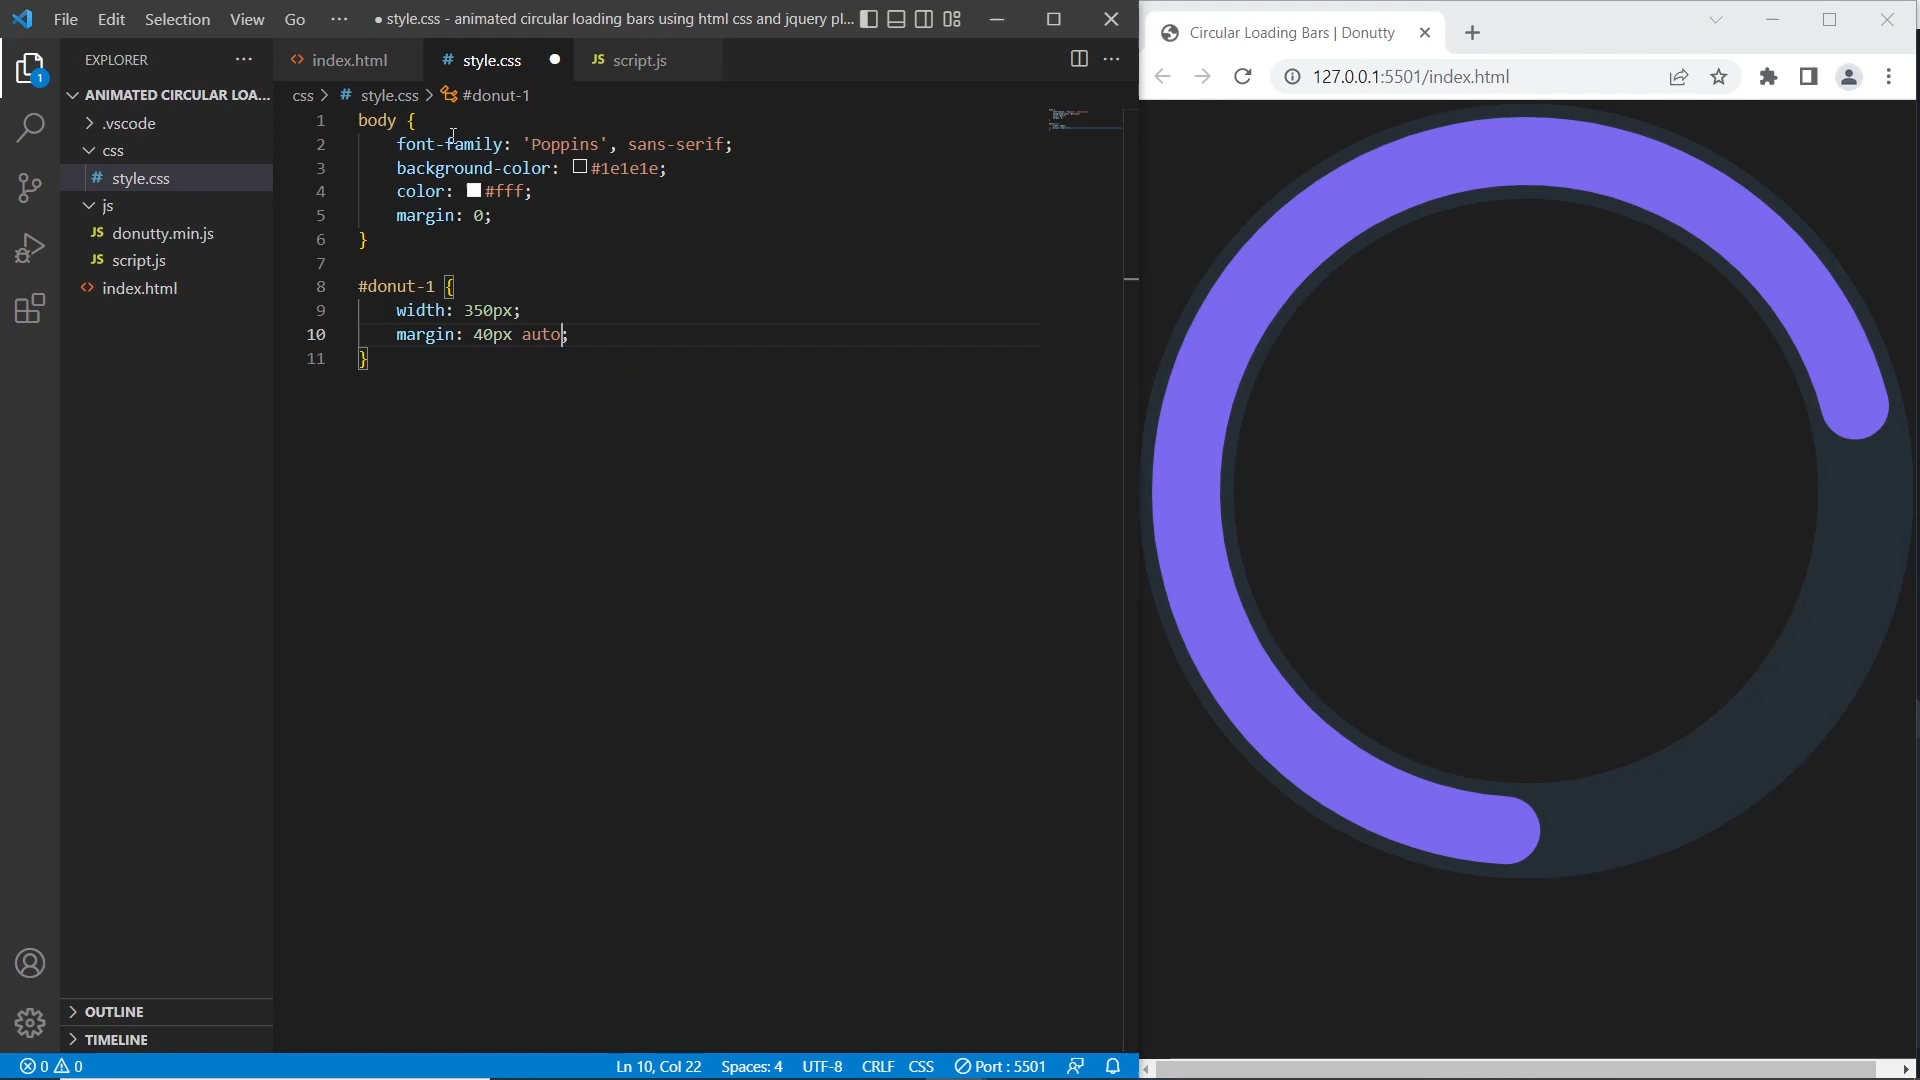 File Edit Selection View Go ··· ● style.css - animated circular loading bars using html css and jquery pl...
EXPLORER ···
ANIMATED CIRCULAR LOA...
.vscode
css
# style.css
js
JS donutty.min.js
JS script.js
<> index.html
OUTLINE
TIMELINE
1
<> index.html # style.css ● JS script.js
css > # style.css > #donut-1
1 body {
2 font-family: 'Poppins', sans-serif;
3 background-color: #1e1e1e;
4 color: #fff;
5 margin: 0;
6 }
7
8 #donut-1 {
9 width: 350px;
10 margin: 40px auto;
11 }
0 0 Ln 10, Col 22 Spaces: 4 UTF-8 CRLF CSS Port : 5501
Circular Loading Bars | Donutty
127.0.0.1:5501/index.html